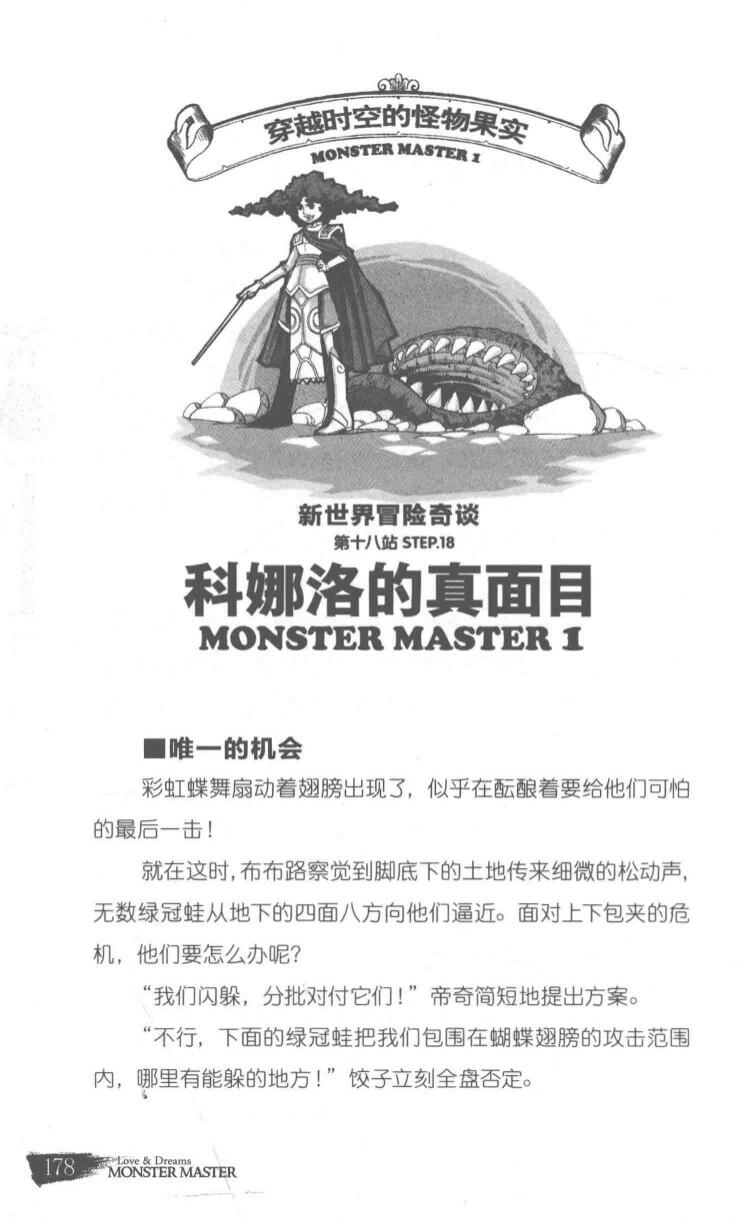 穿越时空的怪物果实
MONSTER MASTER 1
新世界冒险奇谈
第十八站 STEP.18
科娜洛的真面目
MONSTER MASTER 1
■唯一的机会
彩虹蝶舞扇动着翅膀出现了，似乎在酝酿着要给他们可怕
的最后一击！
就在这时，布布路察觉到脚底下的土地传来细微的松动声，
无数绿冠蛙从地下的四面八方向他们逼近。面对上下包夹的危
机，他们要怎么办呢？
“我们闪躲，分批对付它们！”帝奇简短地提出方案。
“不行，下面的绿冠蛙把我们包围在蝴蝶翅膀的攻击范围
内，哪里有能躲的地方！”饺子立刻全盘否定。
178
Love & Dreams
MONSTER MASTER